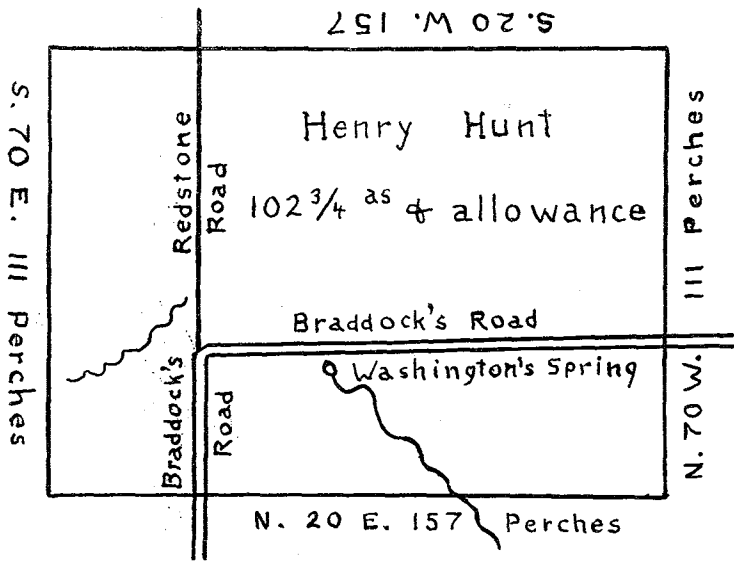 S. 20 W. 157
S. 70 E. 111 Perches
Redstone
Road
Henry Hunt
102 3/4 as & allowance
111 Perches
N. 70 W.
Braddock's Road
Washington's Spring
Braddock's
Road
N. 20 E. 157 Perches